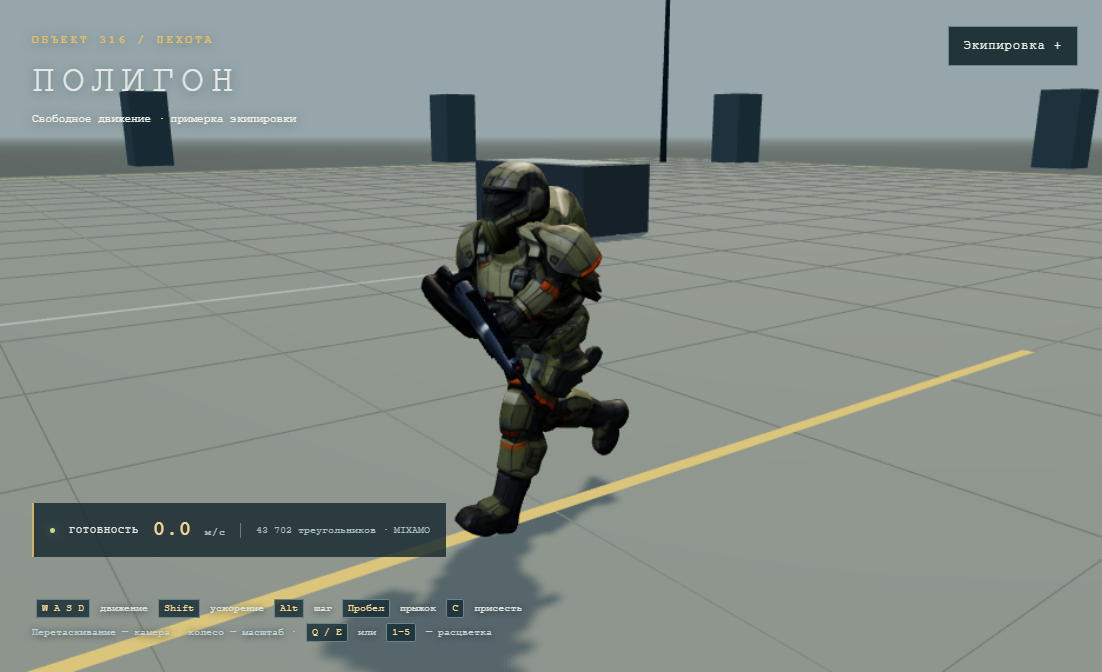 ОБЪЕКТ 316 / ПЕХОТА
Экипировка +
ПОЛИГОН
Свободное движение · примерка экипировки
ГОТОВНОСТЬ 0.0 м/с 43 702 треугольников · MIXAMO
W A S D движение Shift ускорение Alt шаг Пробел прыжок C присесть
Перетаскивание — камера · колесо — масштаб · Q / E или 1–5 — расцветка